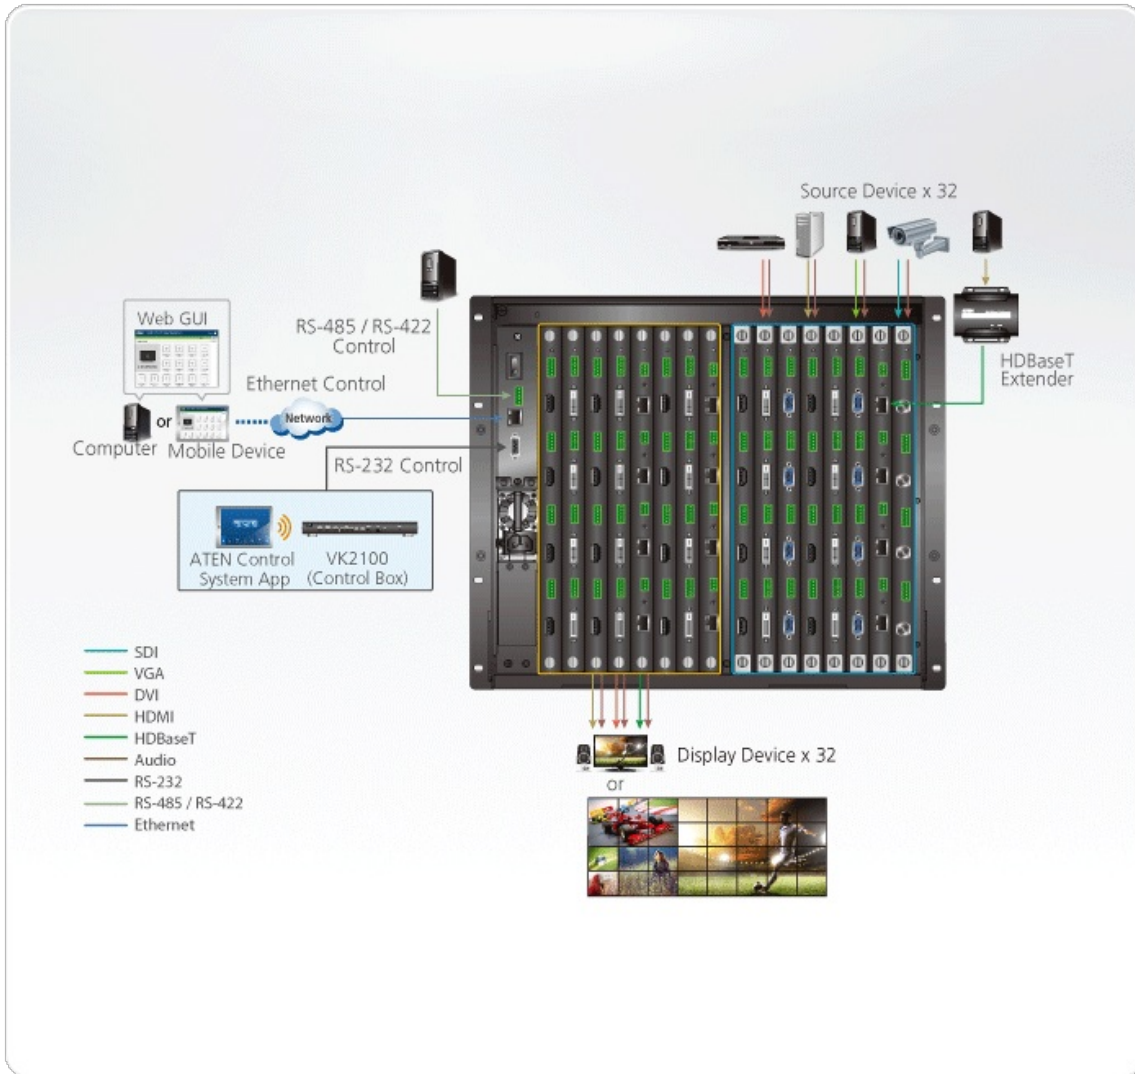 Source Device x 32
Web GUI
RS-485 / RS-422
Control
HDBaseT
Extender
Ethernet Control
Network
or
Computer
Mobile Device
RS-232 Control
ATEN Control
System App
VK2100
(Control Box)
SDI
VGA
DVI
HDMI
HDBaseT
Audio
RS-232
RS-485 / RS-422
Ethernet
Display Device x 32
or